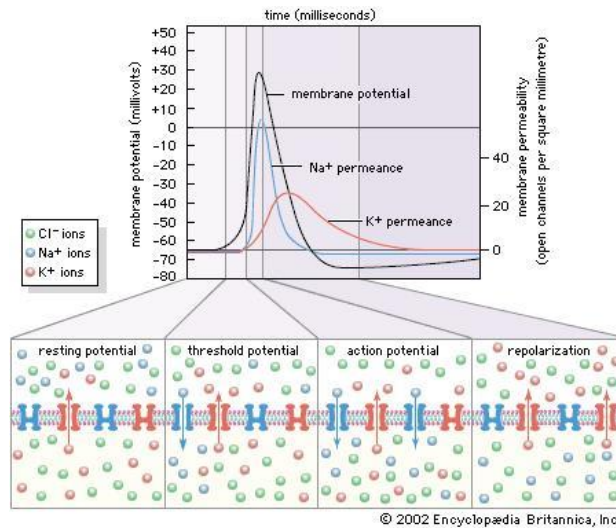 time (milliseconds)
+50
+40
+30
+20
+10
0
-10
-20
-30
-40
-50
-60
-70
-80
membrane potential (millivolts)
membrane potential
Na⁺ permeance
K⁺ permeance
40
20
0
membrane permeability
(open channels per square millimetre)
Cl⁻ ions
Na⁺ ions
K⁺ ions
resting potential
threshold potential
action potential
repolarization
© 2002 Encyclopædia Britannica, Inc